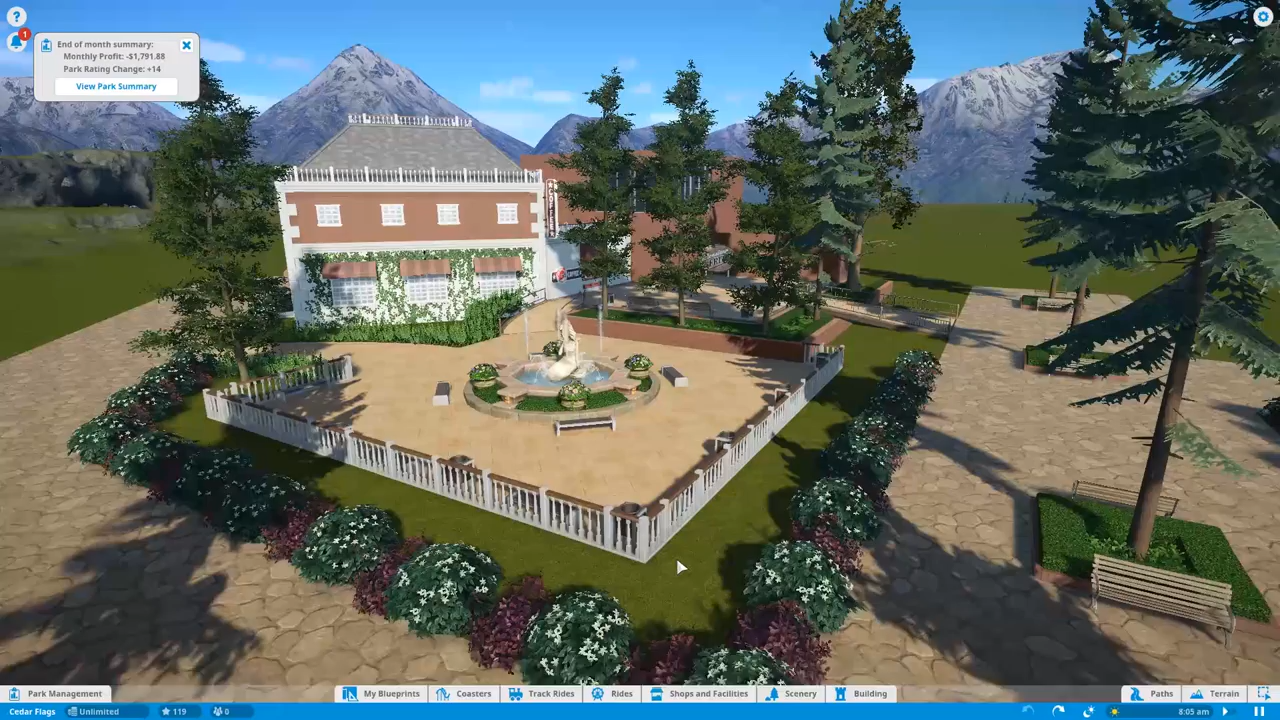 ?
1
End of month summary:
Monthly Profit: -$1,791.88
Park Rating Change: +14
View Park Summary
HOTEL
Park Management
My Blueprints
Coasters
Track Rides
Rides
Shops and Facilities
Scenery
Building
Paths
Terrain
Cedar Flags
Unlimited
119
0
8:05 am